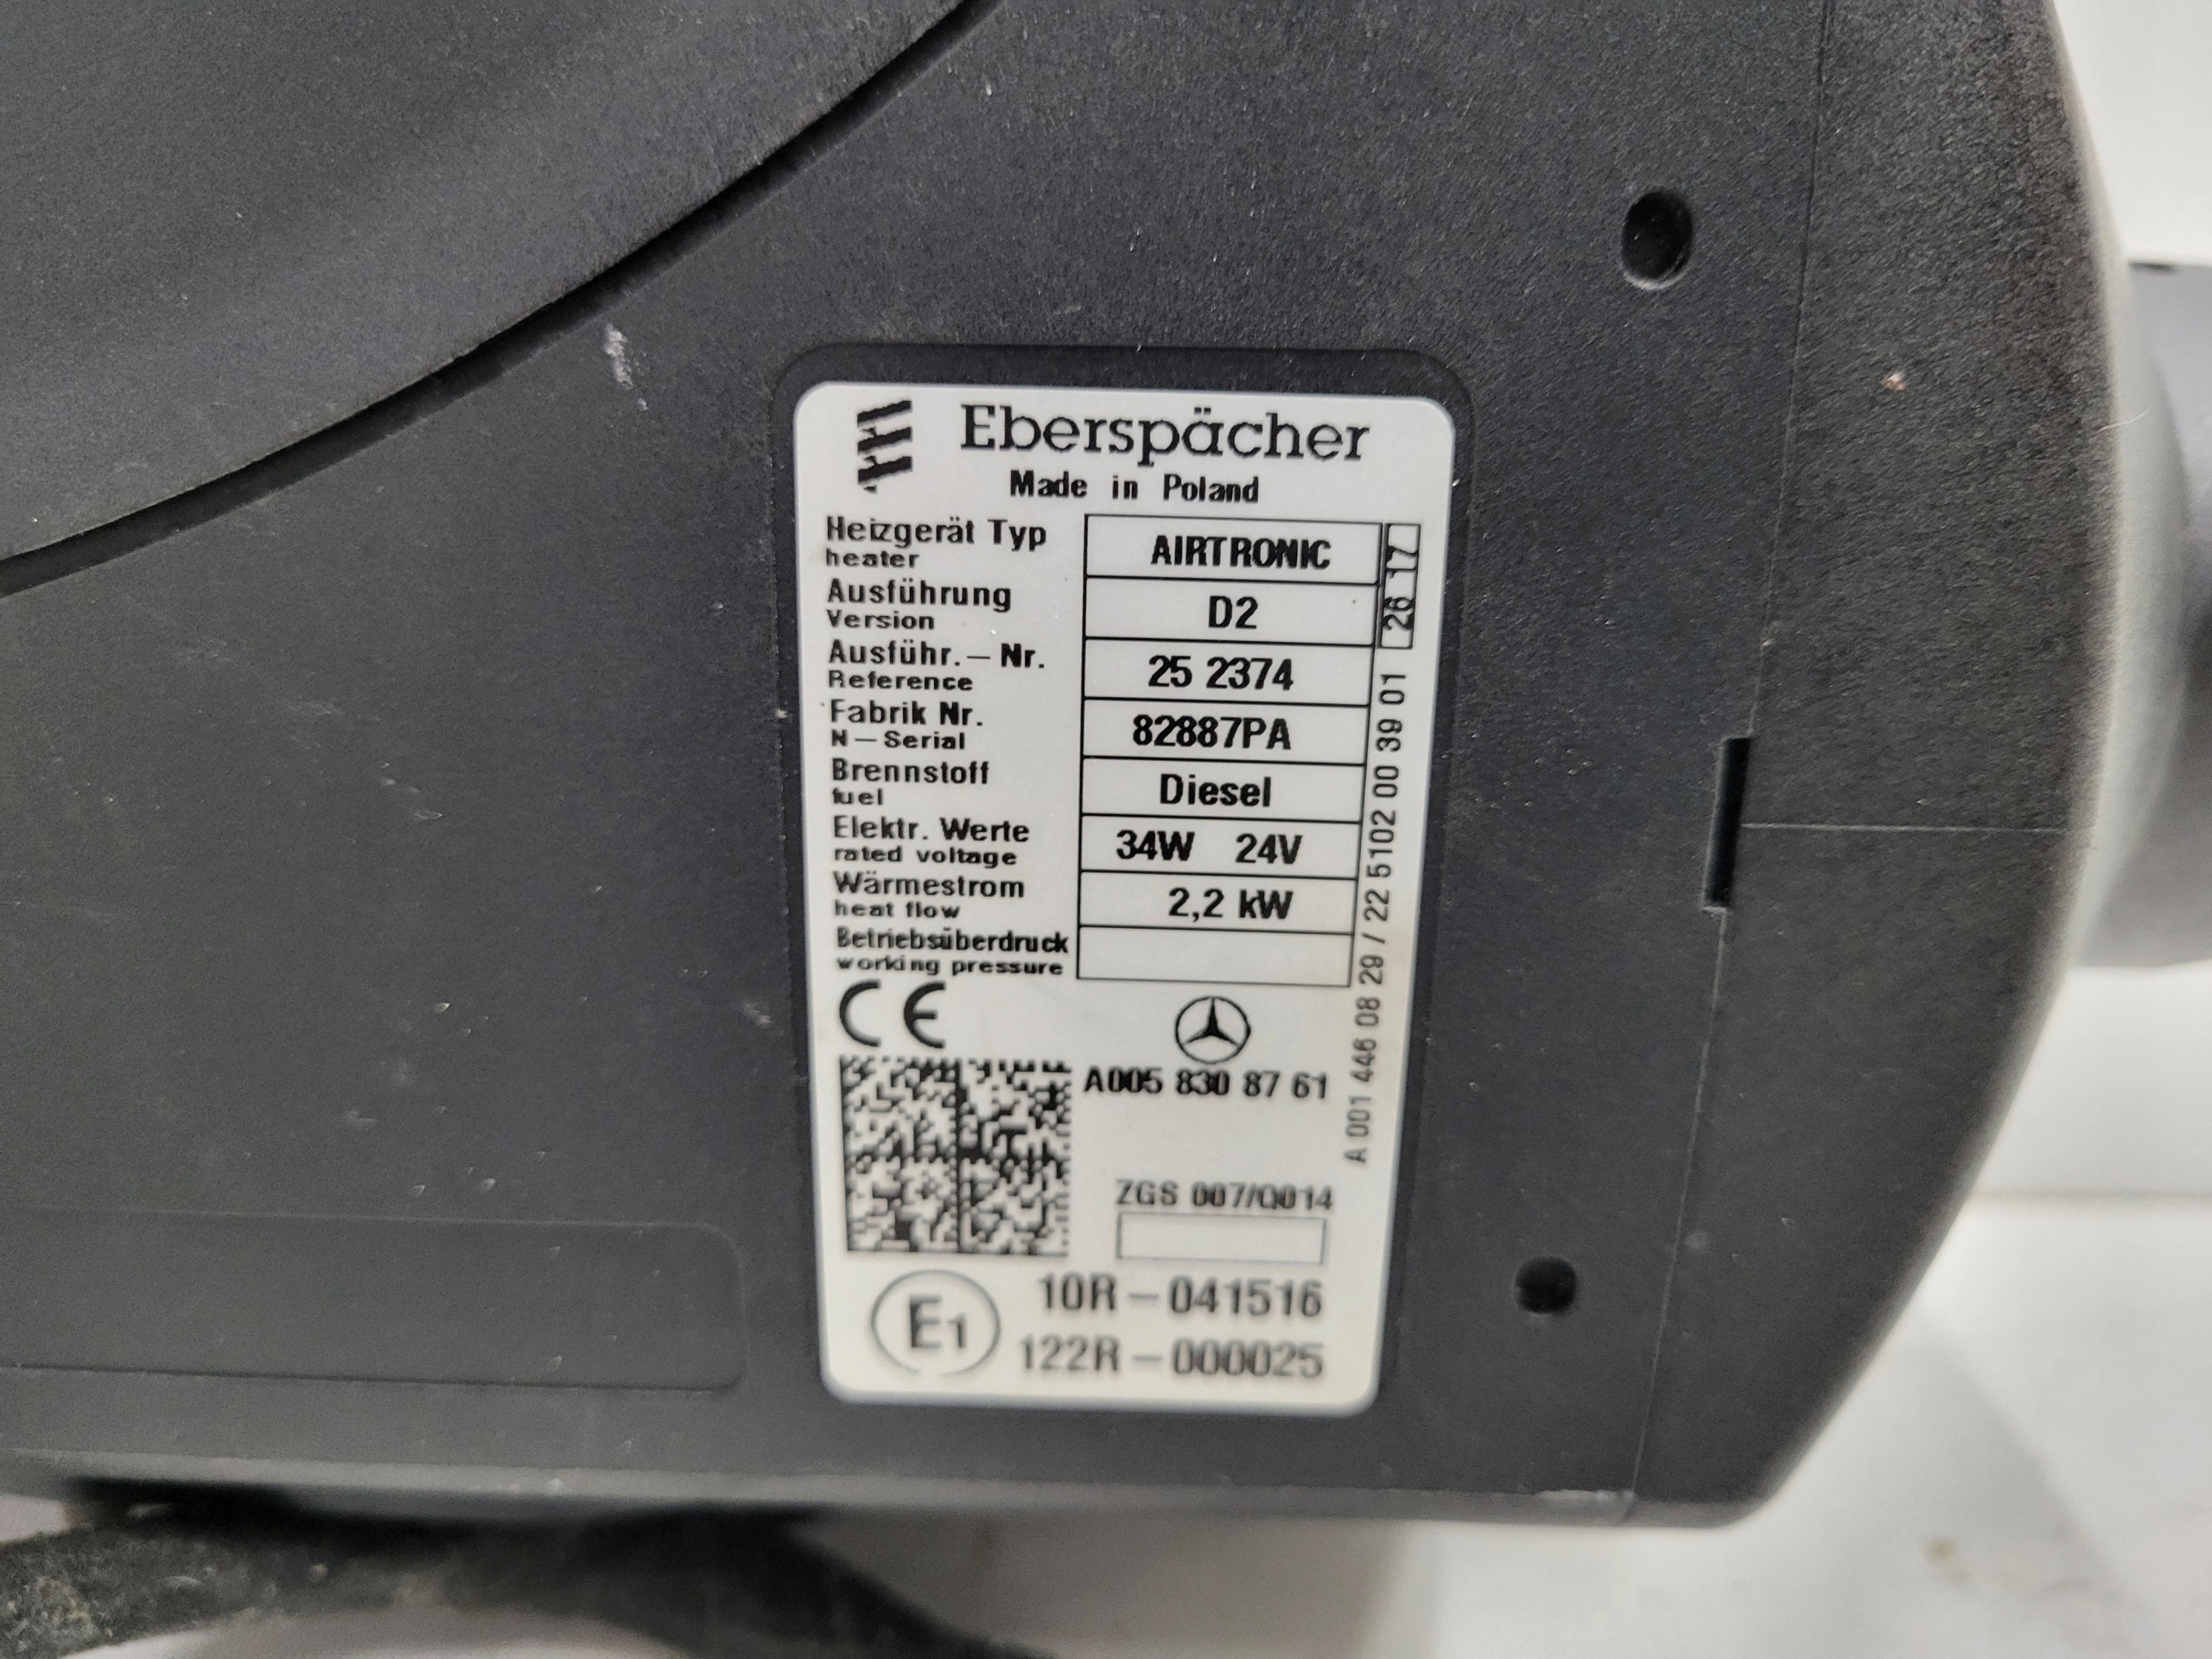 Eberspächer
Made in Poland
Heizgerät Typ
heater
AIRTRONIC
Ausführung
Version
D2
Ausführ.–Nr.
Reference
25 2374
Fabrik Nr.
N–Serial
82887PA
Brennstoff
fuel
Diesel
Elektr. Werte
rated voltage
34W 24V
Wärmestrom
heat flow
2,2 kW
Betriebsüberdruck
working pressure
26 17
A 001 446 08 29 / 22 5102 00 39 01
CE
A005 830 87 61
ZGS 007/Q014
E1
10R–041516
122R–000025